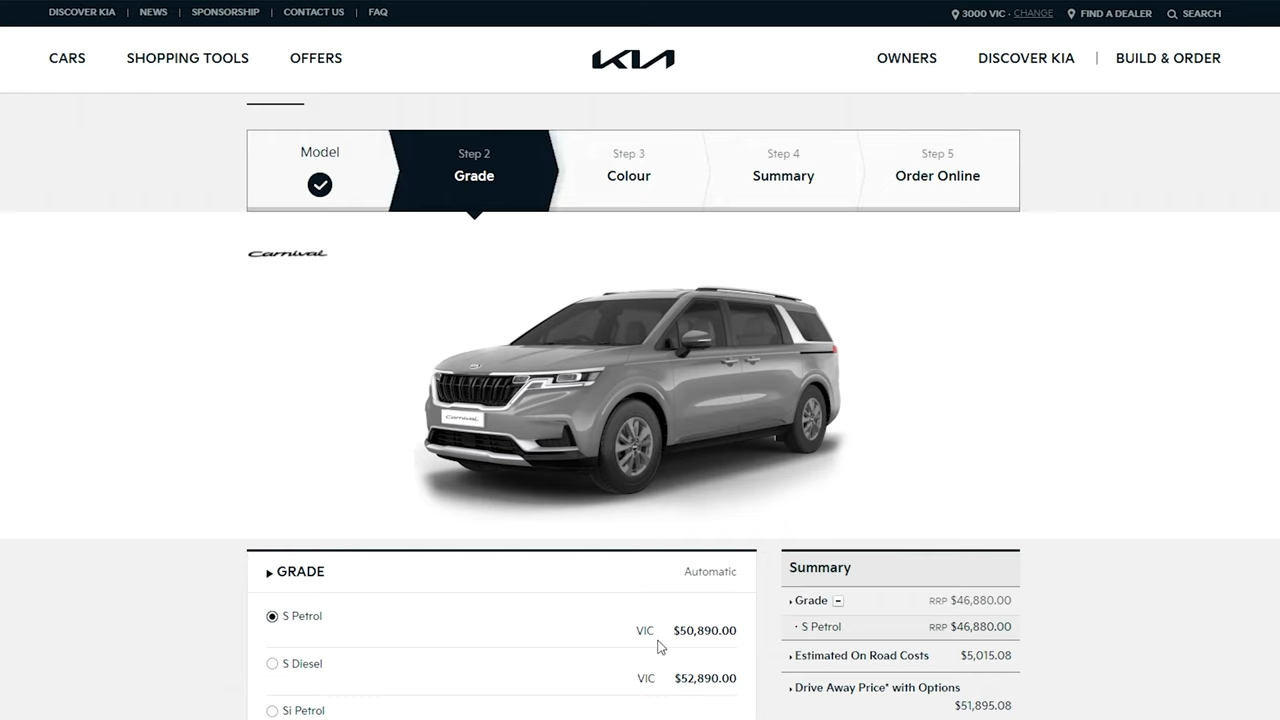 DISCOVER KIA | NEWS | SPONSORSHIP | CONTACT US | FAQ
3000 VIC · CHANGE FIND A DEALER SEARCH
CARS SHOPPING TOOLS OFFERS KIA OWNERS DISCOVER KIA | BUILD & ORDER
Model
Step 2
Grade
Step 3
Colour
Step 4
Summary
Step 5
Order Online
Carnival
Carnival
GRADE Automatic
S Petrol
VIC $50,890.00
S Diesel
VIC $52,890.00
Si Petrol
Summary
Grade RRP $46,880.00
· S Petrol RRP $46,880.00
Estimated On Road Costs $5,015.08
Drive Away Price* with Options
$51,895.08